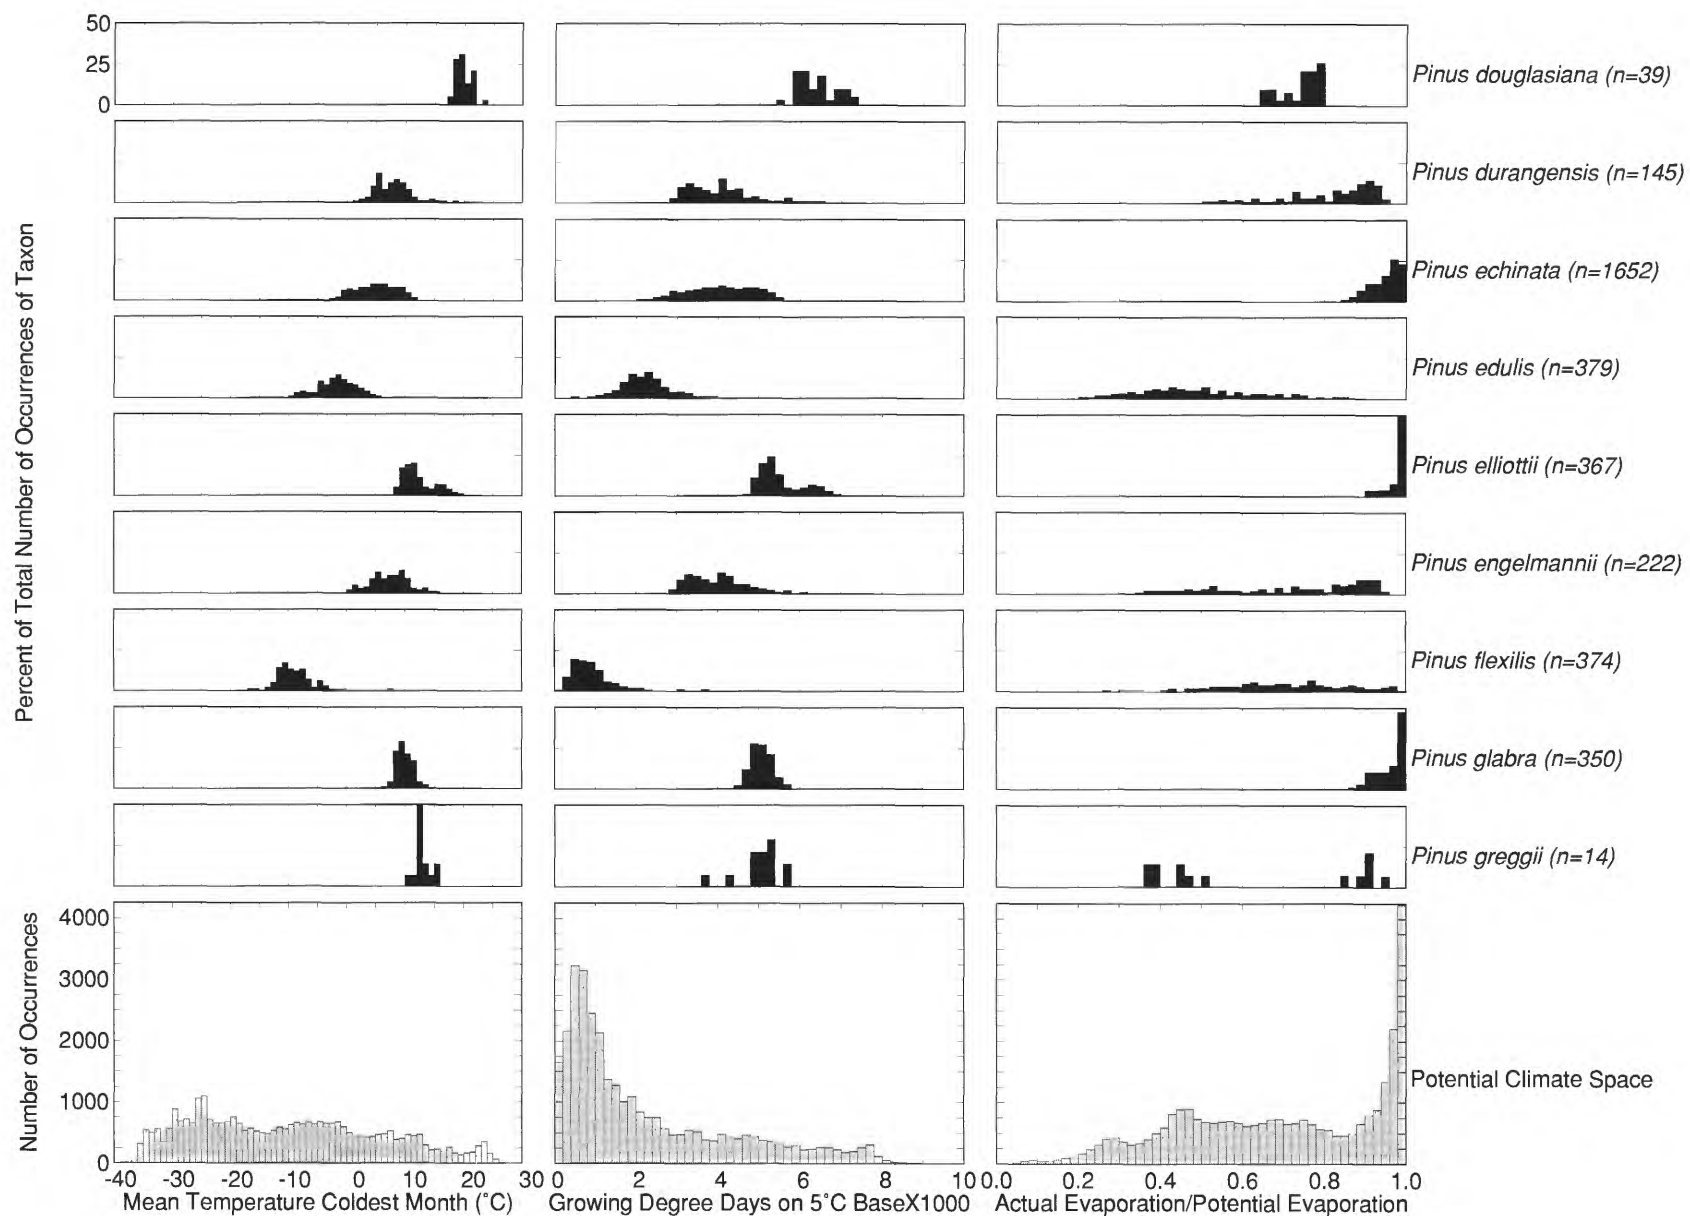 50
25
0
Percent of Total Number of Occurrences of Taxon
Pinus douglasiana (n=39)
Pinus durangensis (n=145)
Pinus echinata (n=1652)
Pinus edulis (n=379)
Pinus elliottii (n=367)
Pinus engelmannii (n=222)
Pinus flexilis (n=374)
Pinus glabra (n=350)
Pinus greggii (n=14)
Number of Occurrences
4000
3000
2000
1000
0
Potential Climate Space
-40 -30 -20 -10 0 10 20 30
0 2 4 6 8 10
0.0 0.2 0.4 0.6 0.8 1.0
Mean Temperature Coldest Month (°C)
Growing Degree Days on 5°C BaseX1000
Actual Evaporation/Potential Evaporation